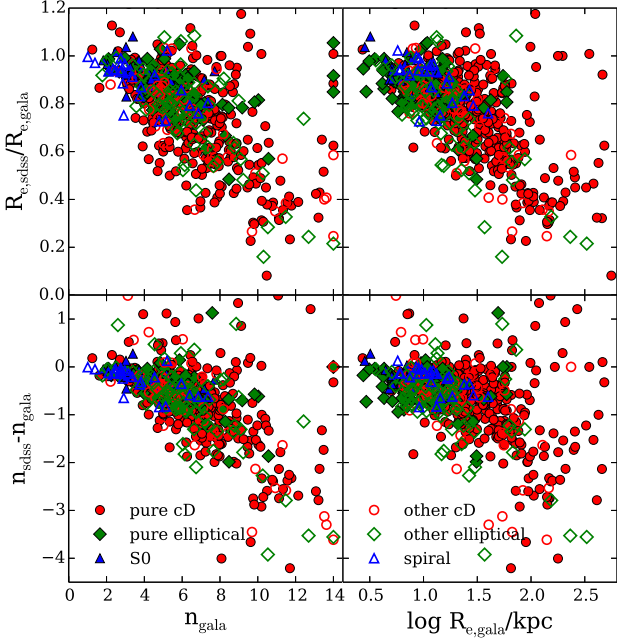 1.2
1.0
0.8
0.6
0.4
0.2
0.0
R_e,sdss/R_e,gala
1
0
−1
−2
−3
−4
n_sdss-n_gala
pure cD
pure elliptical
S0
other cD
other elliptical
spiral
0 2 4 6 8 10 12 14
0.5 1.0 1.5 2.0 2.5
n_gala
log R_e,gala/kpc